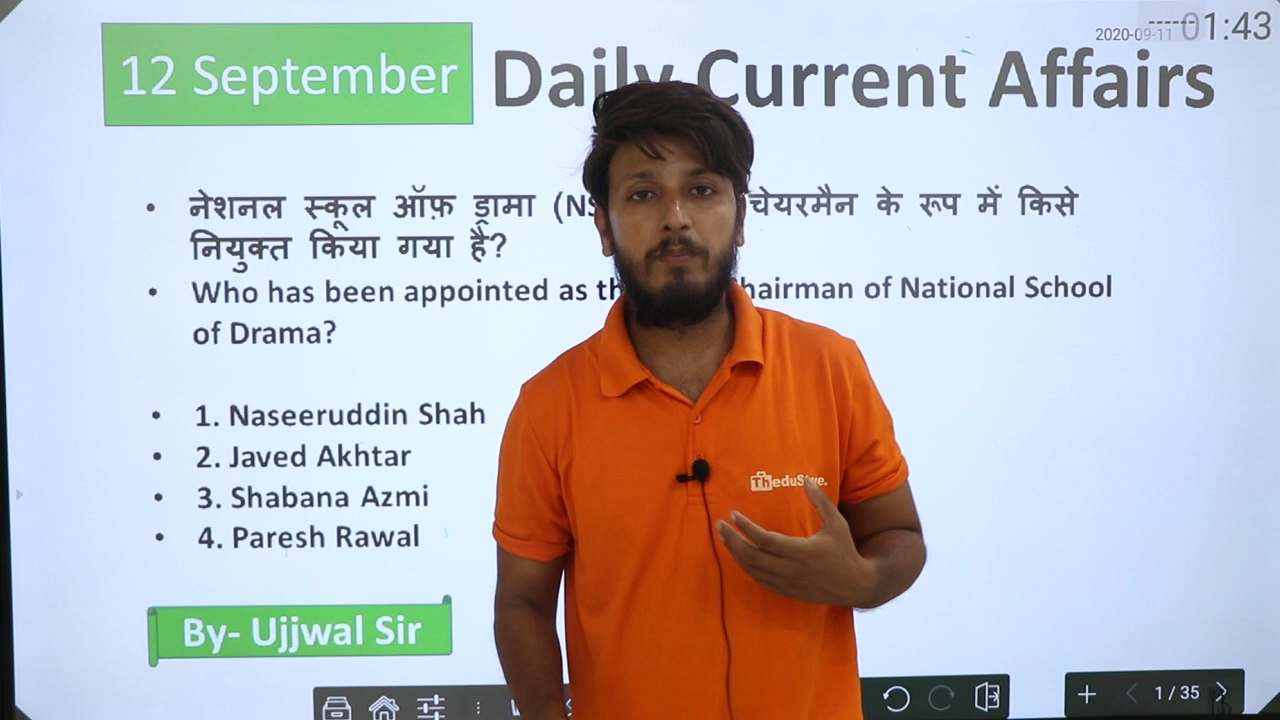 2020-09-11 01:43
12 September Daily Current Affairs
• नेशनल स्कूल ऑफ़ ड्रामा (NS चेयरमैन के रूप में किसे
नियुक्त किया गया है?
• Who has been appointed as th hairman of National School
of Drama?
• 1. Naseeruddin Shah
• 2. Javed Akhtar
• 3. Shabana Azmi
• 4. Paresh Rawal
By- Ujjwal Sir
1 / 35